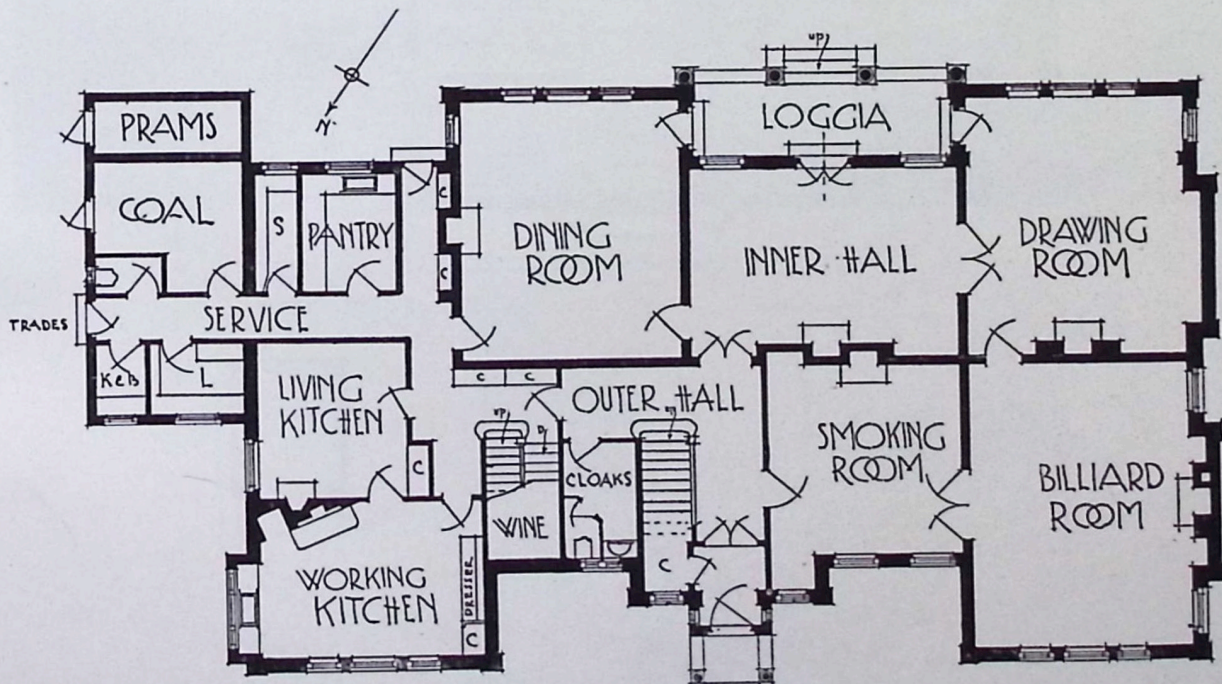 up
N.
PRAMS
LOGGIA
COAL
S
PANTRY
C
DINING
ROOM
INNER HALL
DRAWING
ROOM
C
TRADES
SERVICE
K&B
L
LIVING
KITCHEN
C
C
OUTER HALL
up
up
SMOKING
ROOM
C
CLOAKS
BILLIARD
ROOM
WINE
WORKING
KITCHEN
DRESSER
C
C